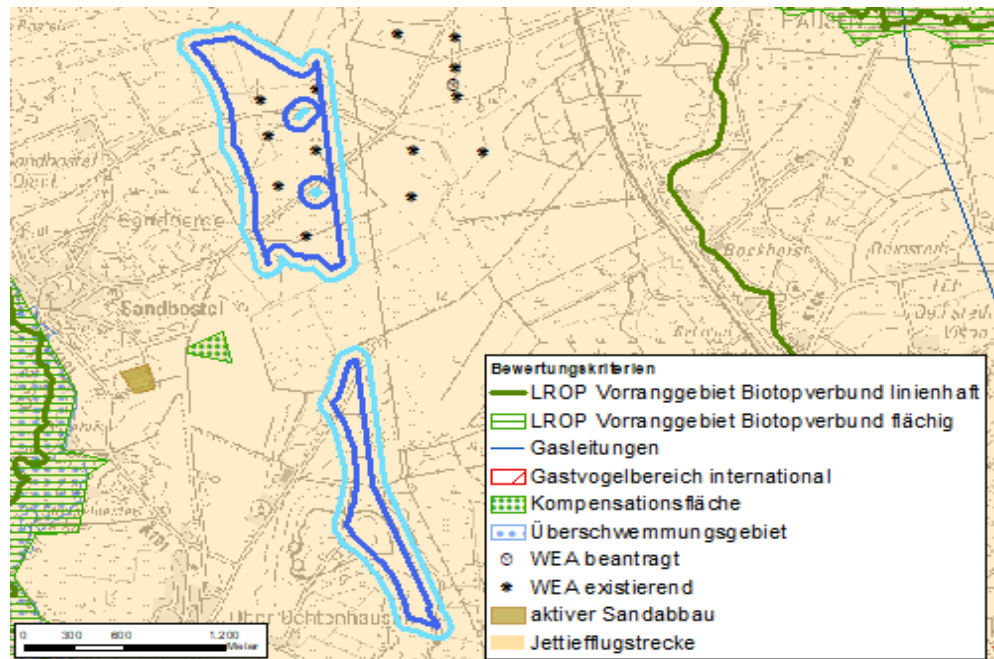 Sandbostel
Bockhorst
Bewertungskriterien
LROP Vorranggebiet Biotopverbund linienhaft
LROP Vorranggebiet Biotopverbund flächig
Gasleitungen
Gastvogelbereich international
Kompensationsfläche
Überschwemmungsgebiet
WEA beantragt
WEA existierend
aktiver Sandabbau
Jettiefflugstrecke
0 300 600 1.200
Meter